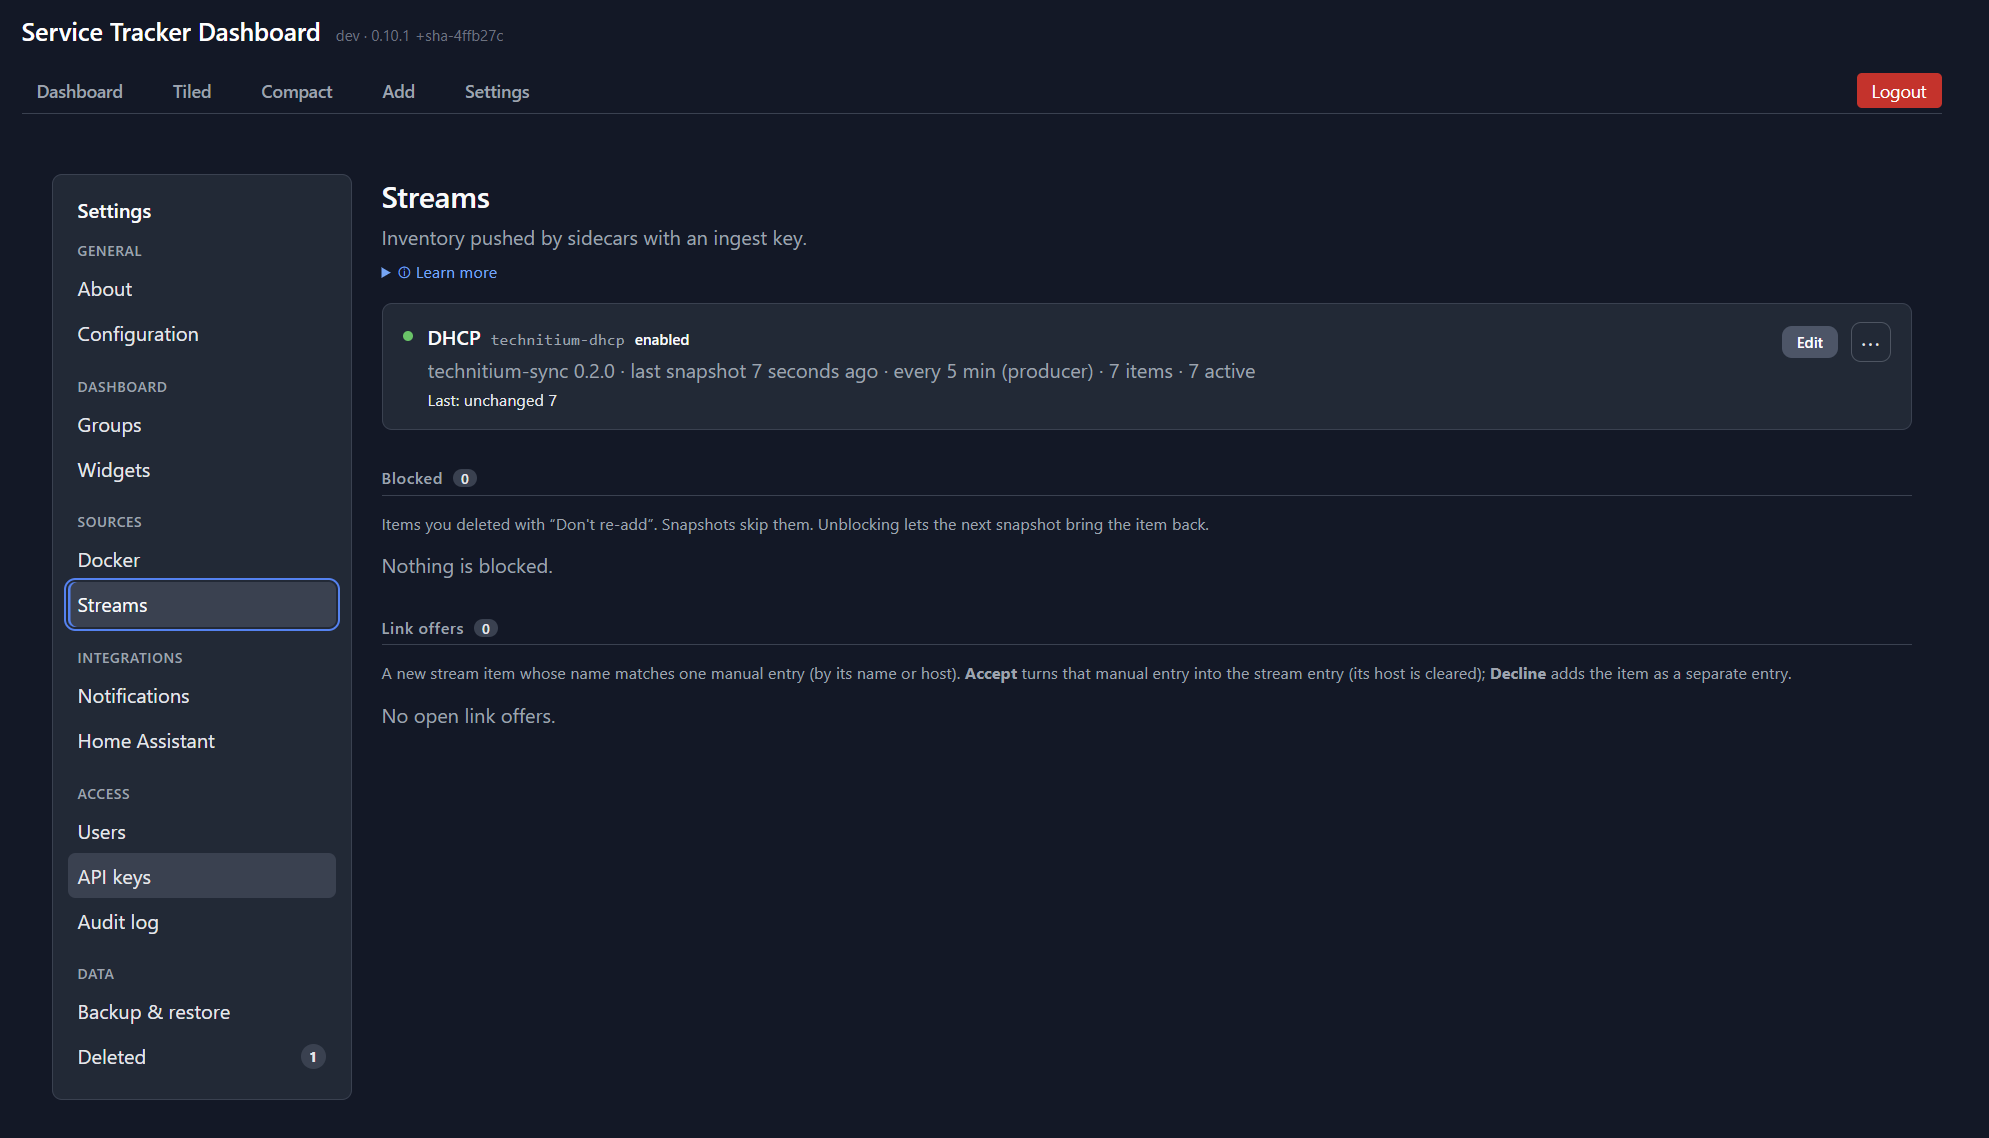 Service Tracker Dashboard dev · 0.10.1 +sha-4ffb27c
Dashboard Tiled Compact Add Settings Logout
Settings
GENERAL
About
Configuration
DASHBOARD
Groups
Widgets
SOURCES
Docker
Streams
INTEGRATIONS
Notifications
Home Assistant
ACCESS
Users
API keys
Audit log
DATA
Backup & restore
Deleted 1
Streams
Inventory pushed by sidecars with an ingest key.
Learn more
DHCP technitium-dhcp enabled Edit ...
technitium-sync 0.2.0 · last snapshot 7 seconds ago · every 5 min (producer) · 7 items · 7 active
Last: unchanged 7
Blocked 0
Items you deleted with “Don't re-add”. Snapshots skip them. Unblocking lets the next snapshot bring the item back.
Nothing is blocked.
Link offers 0
A new stream item whose name matches one manual entry (by its name or host). Accept turns that manual entry into the stream entry (its host is cleared); Decline adds the item as a separate entry.
No open link offers.